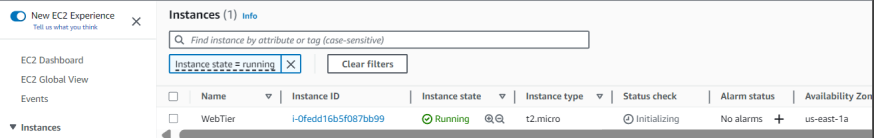 New EC2 Experience
Tell us what you think
EC2 Dashboard
EC2 Global View
Events
Instances
Instances (1) Info
Find instance by attribute or tag (case-sensitive)
Instance state = running
Clear filters
Name Instance ID Instance state Instance type Status check Alarm status Availability Zon
WebTier i-0fedd16b5f087bb99 Running t2.micro Initializing No alarms + us-east-1a